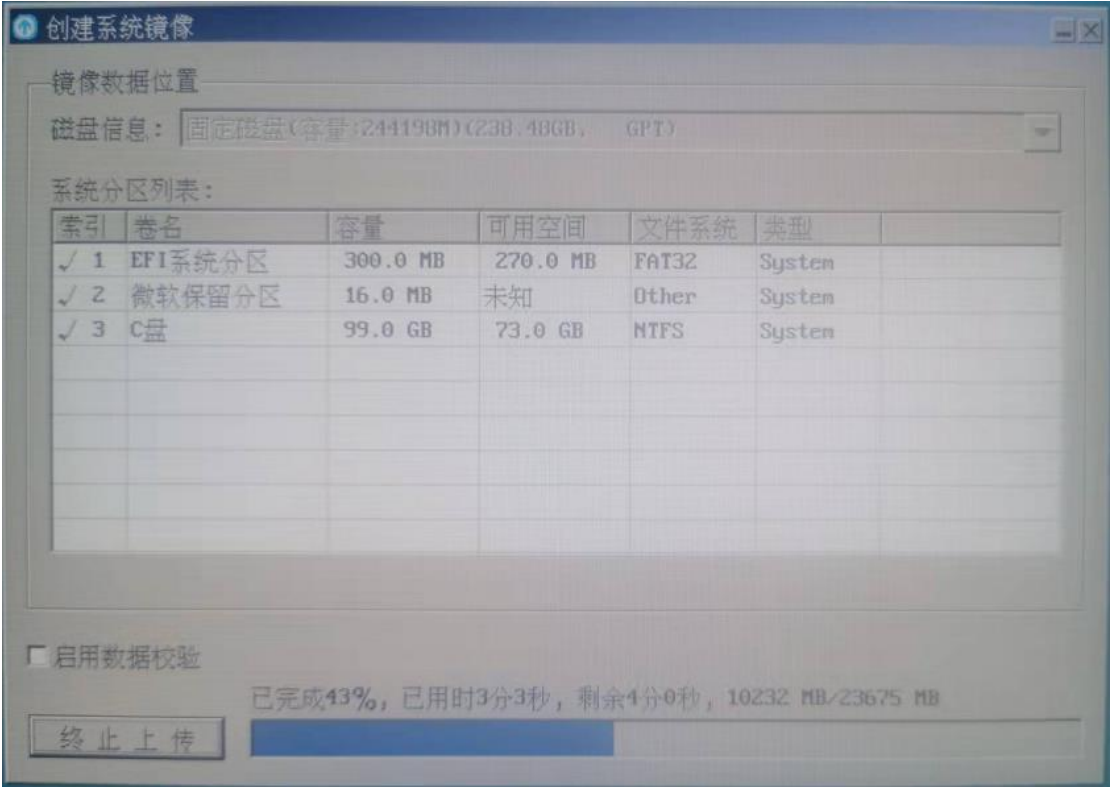 创建系统镜像
镜像数据位置
磁盘信息： 固定磁盘(容量:244198M)(238.48GB, GPT)
系统分区列表：
索引 卷名 容量 可用空间 文件系统 类型
✓ 1 EFI系统分区 300.0 MB 270.0 MB FAT32 System
✓ 2 微软保留分区 16.0 MB 未知 Other System
✓ 3 C盘 99.0 GB 73.0 GB NTFS System
启用数据校验
已完成43%, 已用时3分3秒, 剩余4分0秒, 10232 MB/23675 MB
终止上传